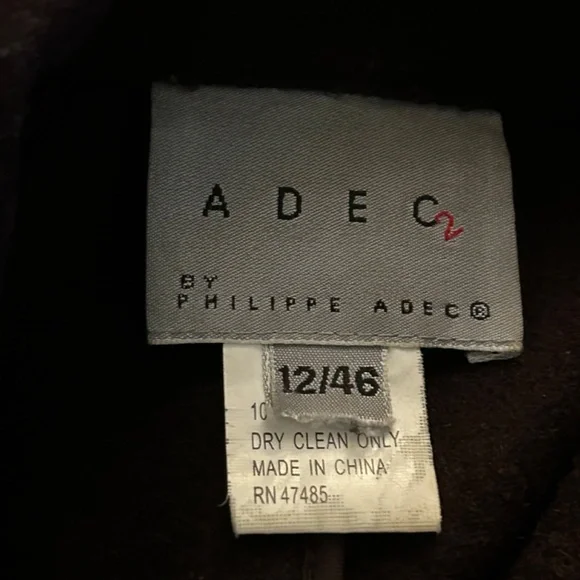 ADEC2
BY
PHILIPPE ADEC®
12/46
10
DRY CLEAN ONLY
MADE IN CHINA
RN 47485